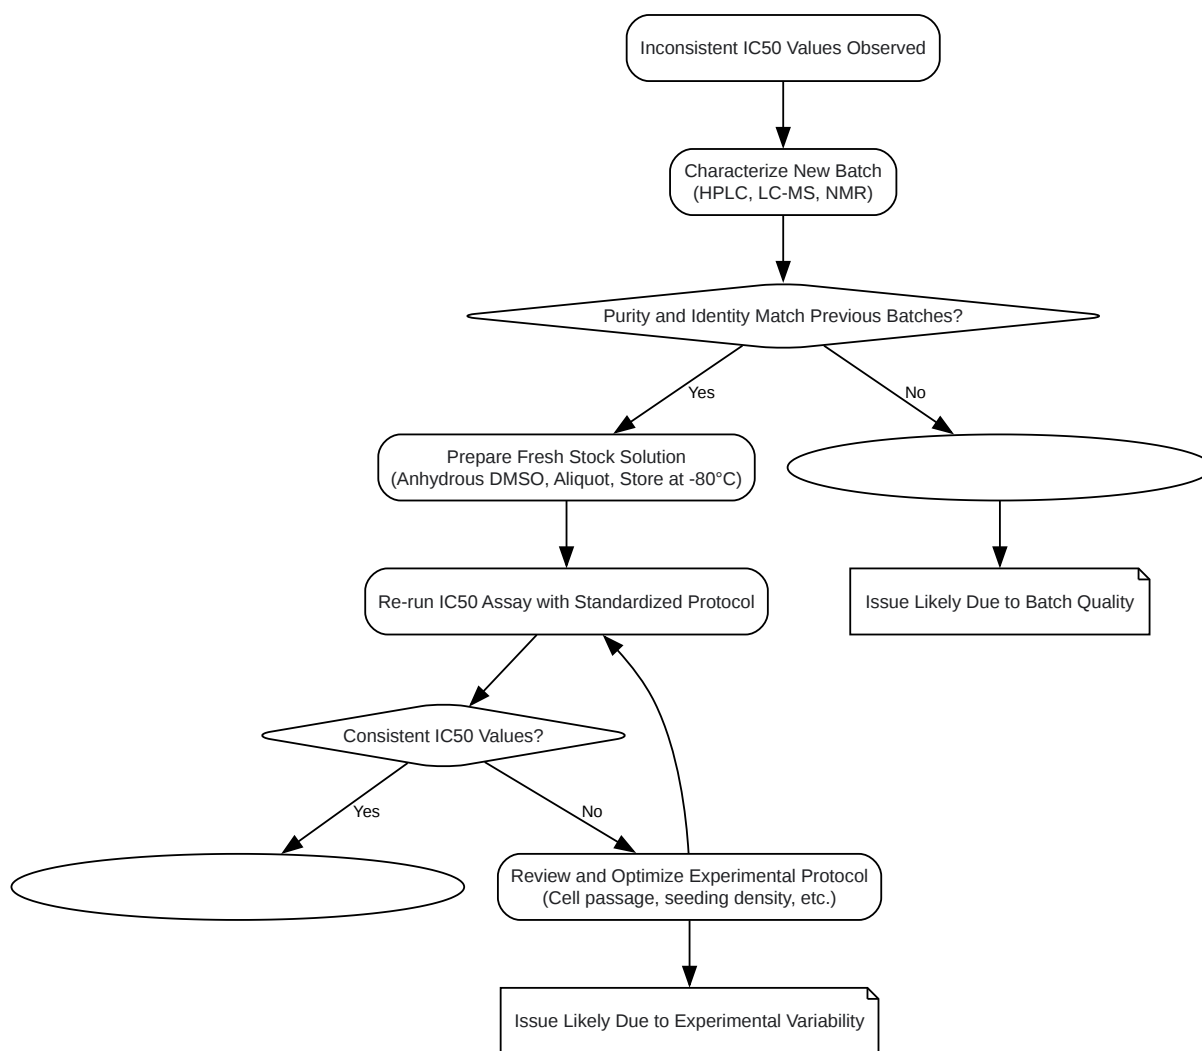 Inconsistent IC50 Values Observed
Characterize New Batch
(HPLC, LC-MS, NMR)
Purity and Identity Match Previous Batches?
Yes
No
Prepare Fresh Stock Solution
(Anhydrous DMSO, Aliquot, Store at -80°C)
Re-run IC50 Assay with Standardized Protocol
Issue Likely Due to Batch Quality
Consistent IC50 Values?
Yes
No
Review and Optimize Experimental Protocol
(Cell passage, seeding density, etc.)
Issue Likely Due to Experimental Variability